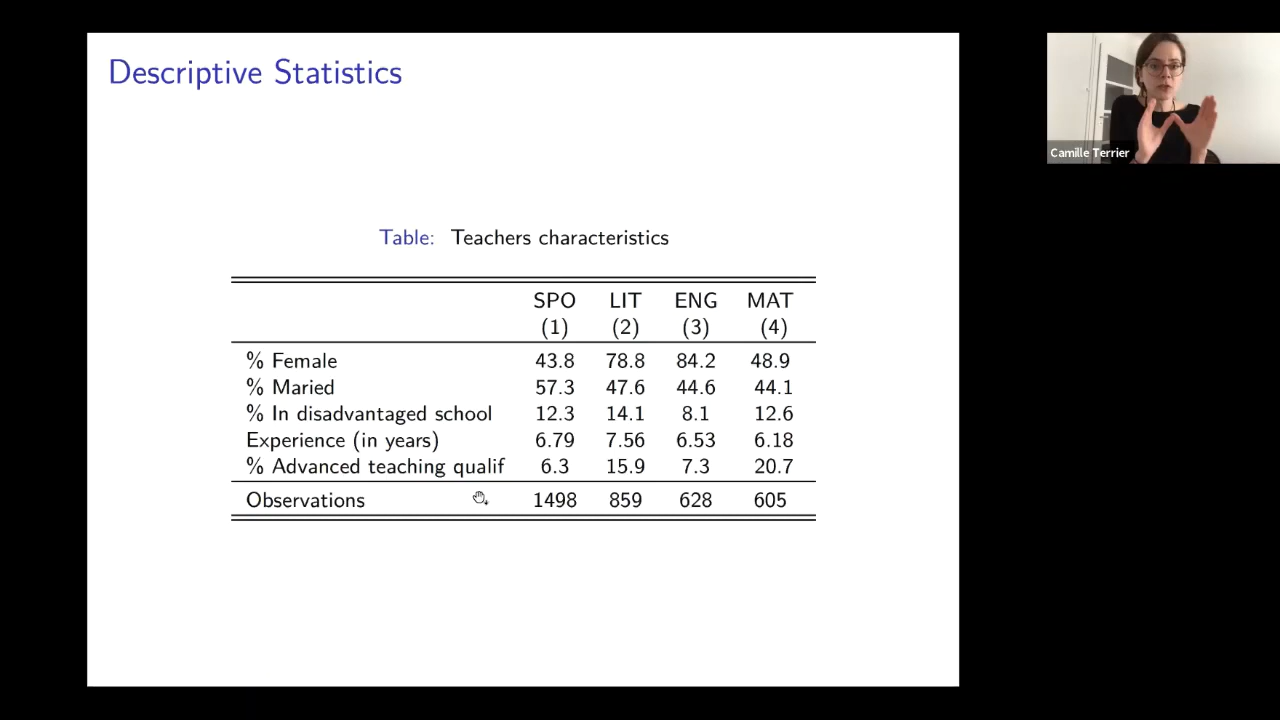 Descriptive Statistics
Camille Terrier
Table: Teachers characteristics
SPO LIT ENG MAT
(1) (2) (3) (4)
% Female 43.8 78.8 84.2 48.9
% Maried 57.3 47.6 44.6 44.1
% In disadvantaged school 12.3 14.1 8.1 12.6
Experience (in years) 6.79 7.56 6.53 6.18
% Advanced teaching qualif 6.3 15.9 7.3 20.7
Observations 1498 859 628 605